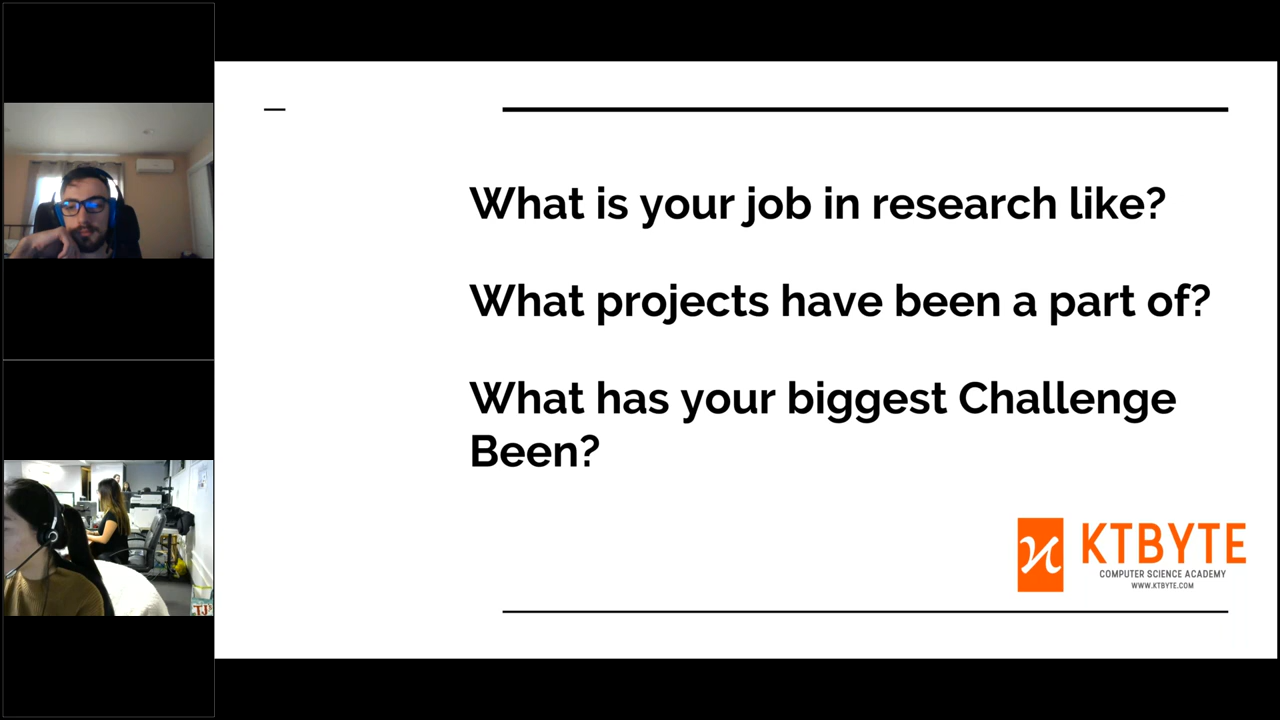 What is your job in research like?
What projects have been a part of?
What has your biggest Challenge
Been?
KTBYTE
COMPUTER SCIENCE ACADEMY
WWW.KTBYTE.COM